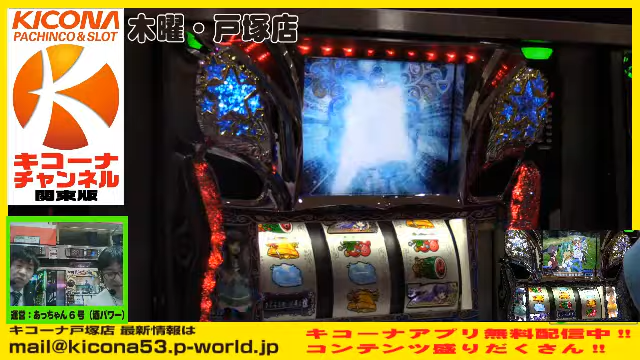 KICONA
PACHINCO & SLOT
木曜・戸塚店
キコーナ
チャンネル
関東版
運営：あっちゃん6号（酒パワー）
キコーナ戸塚店 最新情報は
mail@kicona53.p-world.jp
キコーナアプリ無料配信中!!
コンテンツ盛りだくさん!!